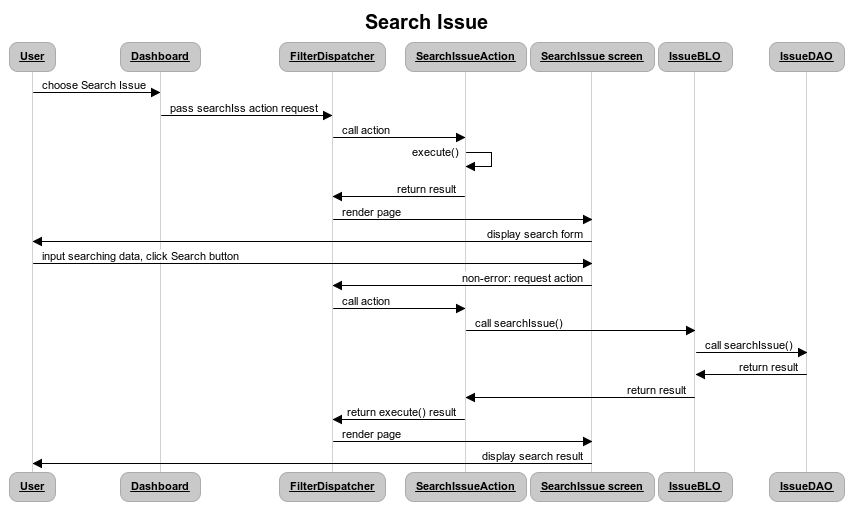 Search Issue
User Dashboard FilterDispatcher SearchIssueAction SearchIssue screen IssueBLO IssueDAO
choose Search Issue
pass searchIss action request
call action
execute()
return result
render page
display search form
input searching data, click Search button
non-error: request action
call action
call searchIssue()
call searchIssue()
return result
return result
return execute() result
render page
display search result
User Dashboard FilterDispatcher SearchIssueAction SearchIssue screen IssueBLO IssueDAO